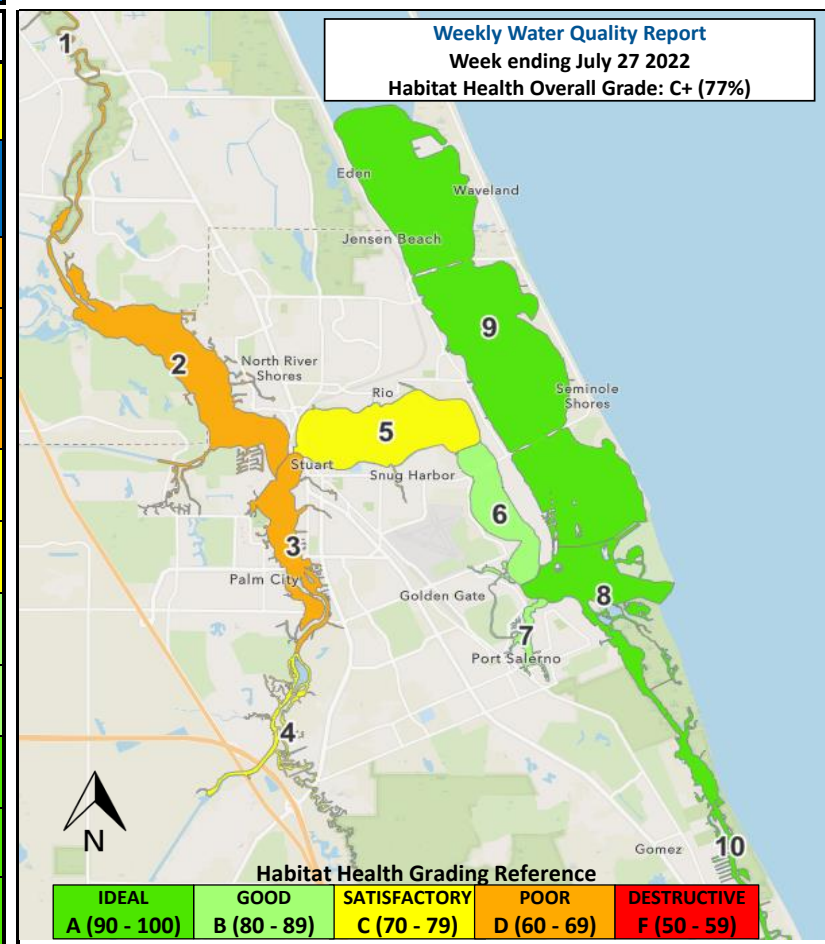 Weekly Water Quality Report
Week ending July 27 2022
Habitat Health Overall Grade: C+ (77%)
1
Eden
Waveland
Jensen Beach
9
2
North River
Shores
Rio
Seminole
Shores
5
Stuart
Snug Harbor
6
3
Palm City
Golden Gate
8
7
Port Salerno
4
N
Gomez
10
Habitat Health Grading Reference
IDEAL
A (90 - 100)
GOOD
B (80 - 89)
SATISFACTORY
C (70 - 79)
POOR
D (60 - 69)
DESTRUCTIVE
F (50 - 59)